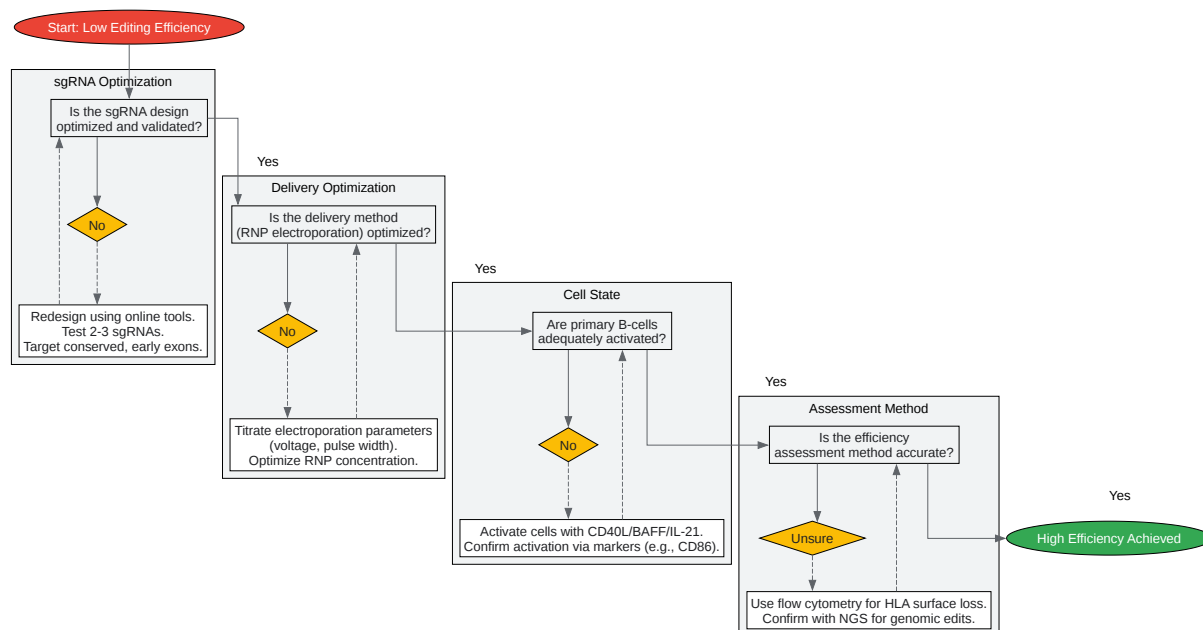 Start: Low Editing Efficiency
sgRNA Optimization
Is the sgRNA design
optimized and validated?
No
Redesign using online tools.
Test 2-3 sgRNAs.
Target conserved, early exons.
Yes
Delivery Optimization
Is the delivery method
(RNP electroporation) optimized?
No
Titrate electroporation parameters
(voltage, pulse width).
Optimize RNP concentration.
Yes
Cell State
Are primary B-cells
adequately activated?
No
Activate cells with CD40L/BAFF/IL-21.
Confirm activation via markers (e.g., CD86).
Yes
Assessment Method
Is the efficiency
assessment method accurate?
Unsure
Use flow cytometry for HLA surface loss.
Confirm with NGS for genomic edits.
Yes
High Efficiency Achieved